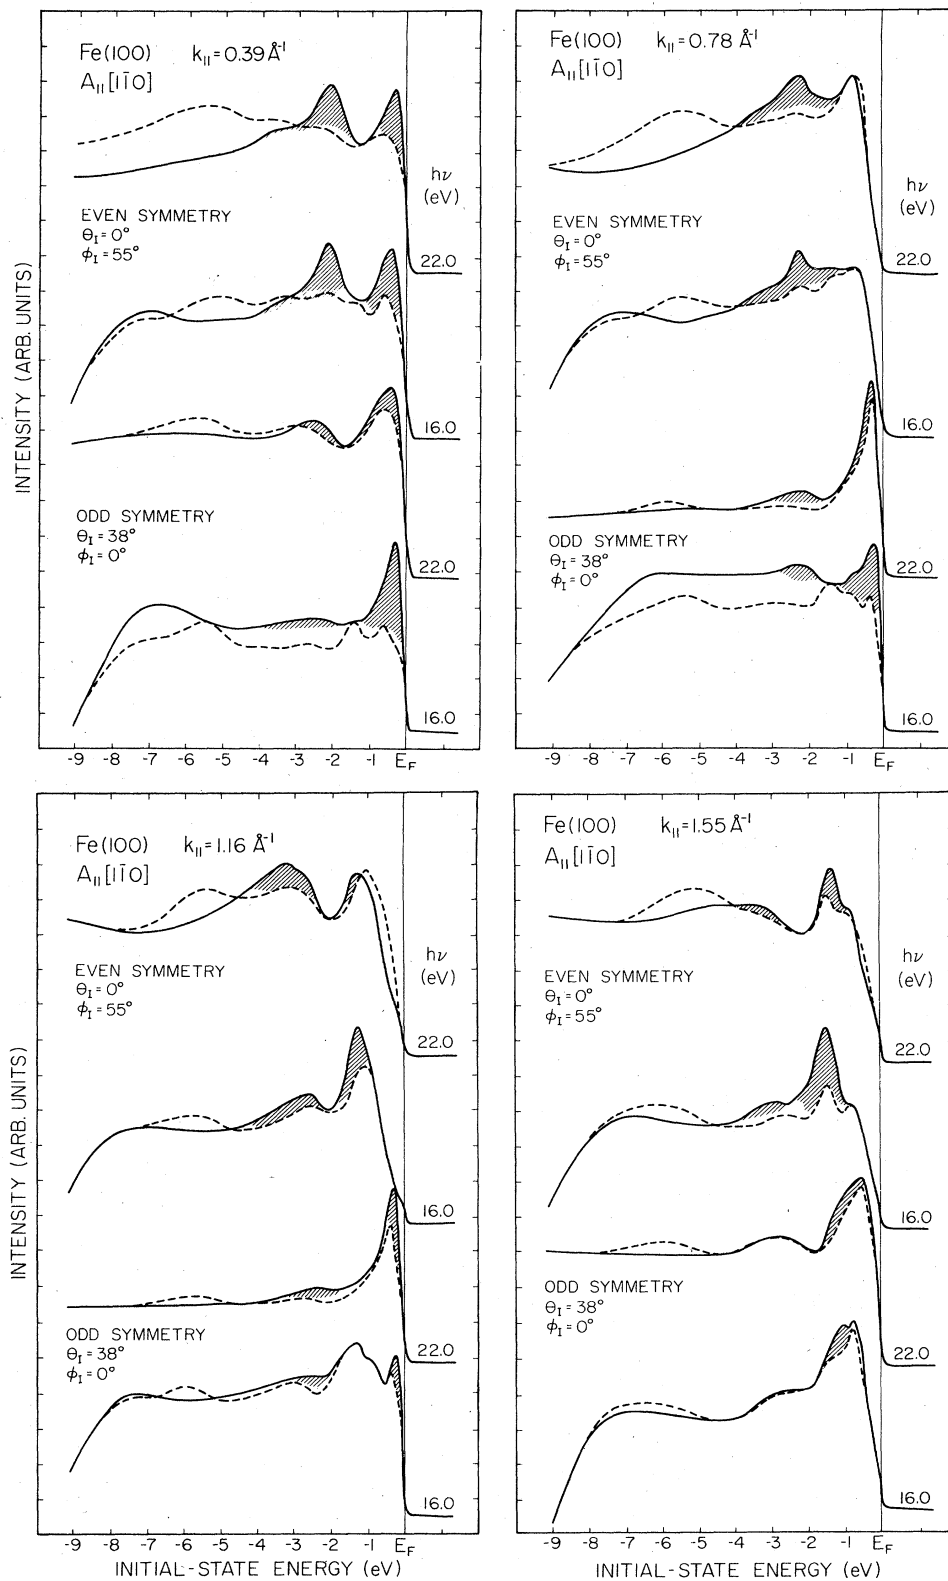 Fe(100) k∥=0.39 Å⁻¹
A∥[11̄0]
hν
(eV)
EVEN SYMMETRY
θI=0°
ϕI=55°
22.0
16.0
ODD SYMMETRY
θI=38°
ϕI=0°
22.0
16.0
-9 -8 -7 -6 -5 -4 -3 -2 -1 EF
INTENSITY (ARB. UNITS)
Fe(100) k∥=0.78 Å⁻¹
A∥[11̄0]
hν
(eV)
EVEN SYMMETRY
θI=0°
ϕI=55°
22.0
16.0
ODD SYMMETRY
θI=38°
ϕI=0°
22.0
16.0
-9 -8 -7 -6 -5 -4 -3 -2 -1 EF
Fe(100) k∥=1.16 Å⁻¹
A∥[11̄0]
hν
(eV)
EVEN SYMMETRY
θI=0°
ϕI=55°
22.0
16.0
ODD SYMMETRY
θI=38°
ϕI=0°
22.0
16.0
-9 -8 -7 -6 -5 -4 -3 -2 -1 EF
INITIAL-STATE ENERGY (eV)
INTENSITY (ARB. UNITS)
Fe(100) k∥=1.55 Å⁻¹
A∥[11̄0]
hν
(eV)
EVEN SYMMETRY
θI=0°
ϕI=55°
22.0
16.0
ODD SYMMETRY
θI=38°
ϕI=0°
22.0
16.0
-9 -8 -7 -6 -5 -4 -3 -2 -1 EF
INITIAL-STATE ENERGY (eV)